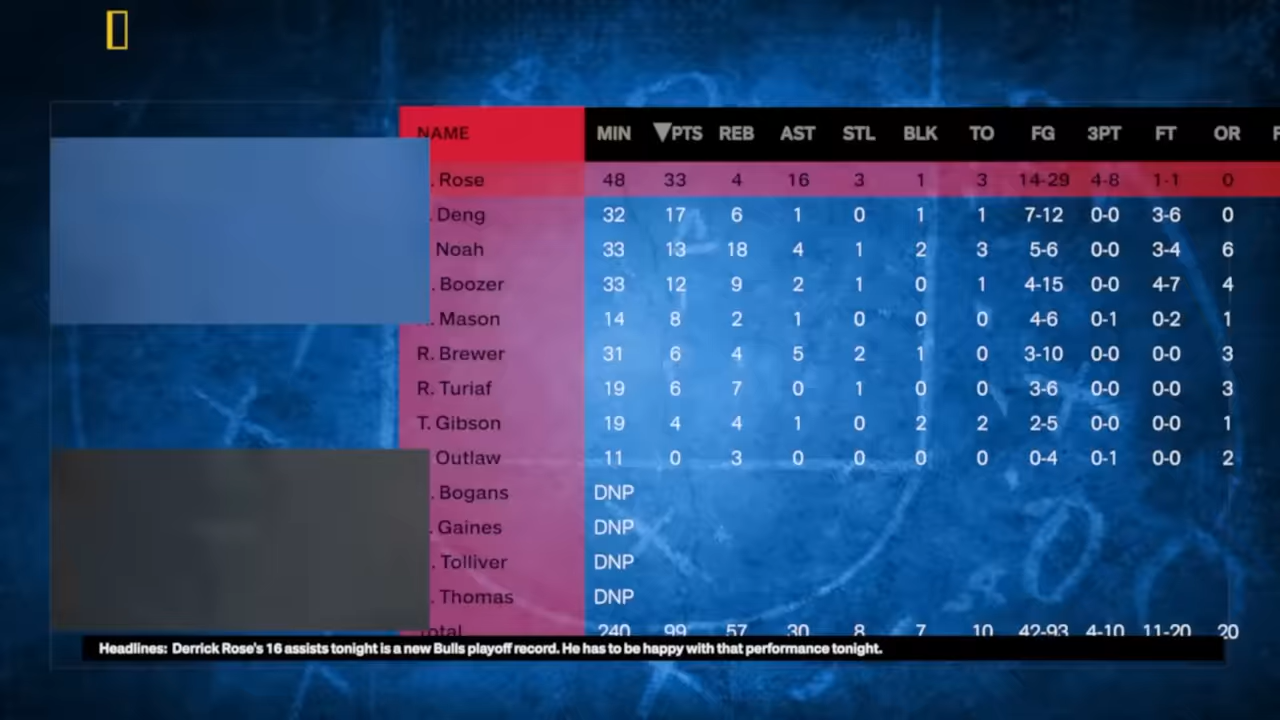 NAME MIN ▼PTS REB AST STL BLK TO FG 3PT FT OR
. Rose 48 33 4 16 3 1 3 14-29 4-8 1-1 0
. Deng 32 17 6 1 0 1 1 7-12 0-0 3-6 0
Noah 33 13 18 4 1 2 3 5-6 0-0 3-4 6
. Boozer 33 12 9 2 1 0 1 4-15 0-0 4-7 4
. Mason 14 8 2 1 0 0 0 4-6 0-1 0-2 1
R. Brewer 31 6 4 5 2 1 0 3-10 0-0 0-0 3
R. Turiaf 19 6 7 0 1 0 0 3-6 0-0 0-0 3
T. Gibson 19 4 4 1 0 2 2 2-5 0-0 0-0 1
Outlaw 11 0 3 0 0 0 0 0-4 0-1 0-0 2
. Bogans DNP
. Gaines DNP
. Tolliver DNP
. Thomas DNP
Total 240 99 57 30 8 7 10 42-93 4-10 11-20 20
Headlines: Derrick Rose's 16 assists tonight is a new Bulls playoff record. He has to be happy with that performance tonight.